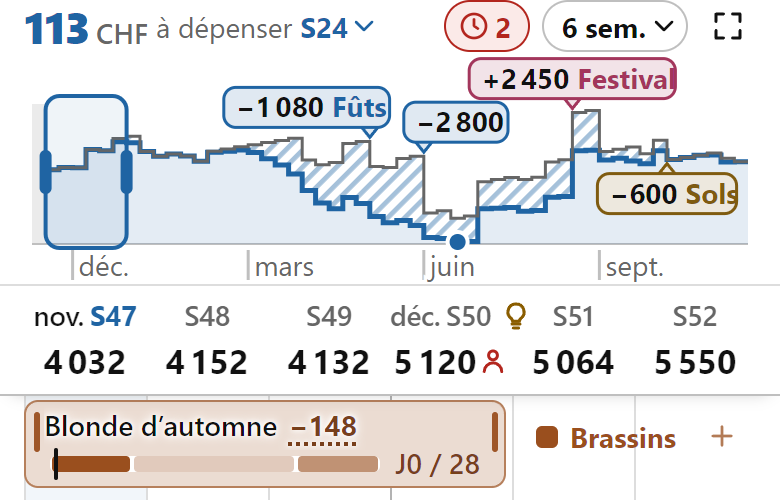 113 CHF à dépenser S24
2
6 sem.
+2 450 Festival
−1 080 Fûts
−2 800
−600 Sols
déc.
mars
juin
sept.
nov. S47 S48 S49 déc. S50 S51 S52
4 032 4 152 4 132 5 120 5 064 5 550
Blonde d’automne −148
J0 / 28
Brassins +